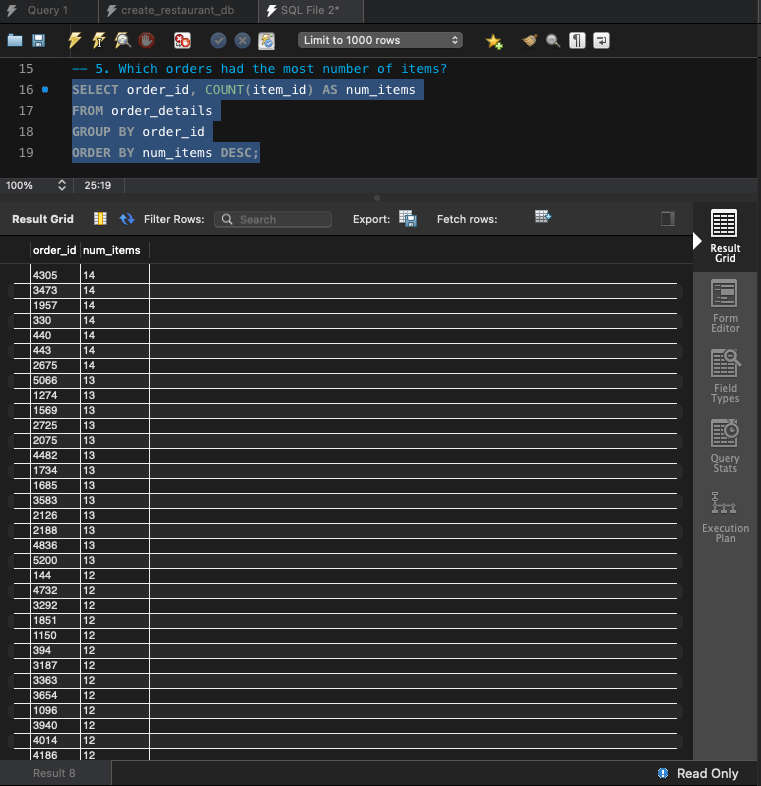 Query 1 create_restaurant_db SQL File 2*
Limit to 1000 rows
15 -- 5. Which orders had the most number of items?
16 SELECT order_id, COUNT(item_id) AS num_items
17 FROM order_details
18 GROUP BY order_id
19 ORDER BY num_items DESC;
100% 25:19
Result Grid Filter Rows: Search Export: Fetch rows:
order_id num_items
4305 14
3473 14
1957 14
330 14
440 14
443 14
2675 14
5066 13
1274 13
1569 13
2725 13
2075 13
4482 13
1734 13
1685 13
3583 13
2126 13
2188 13
4836 13
5200 13
144 12
4732 12
3292 12
1851 12
1150 12
394 12
3187 12
3363 12
3654 12
1096 12
3940 12
4014 12
4186 12
Result
Grid
Form
Editor
Field
Types
Query
Stats
Execution
Plan
Result 8 Read Only